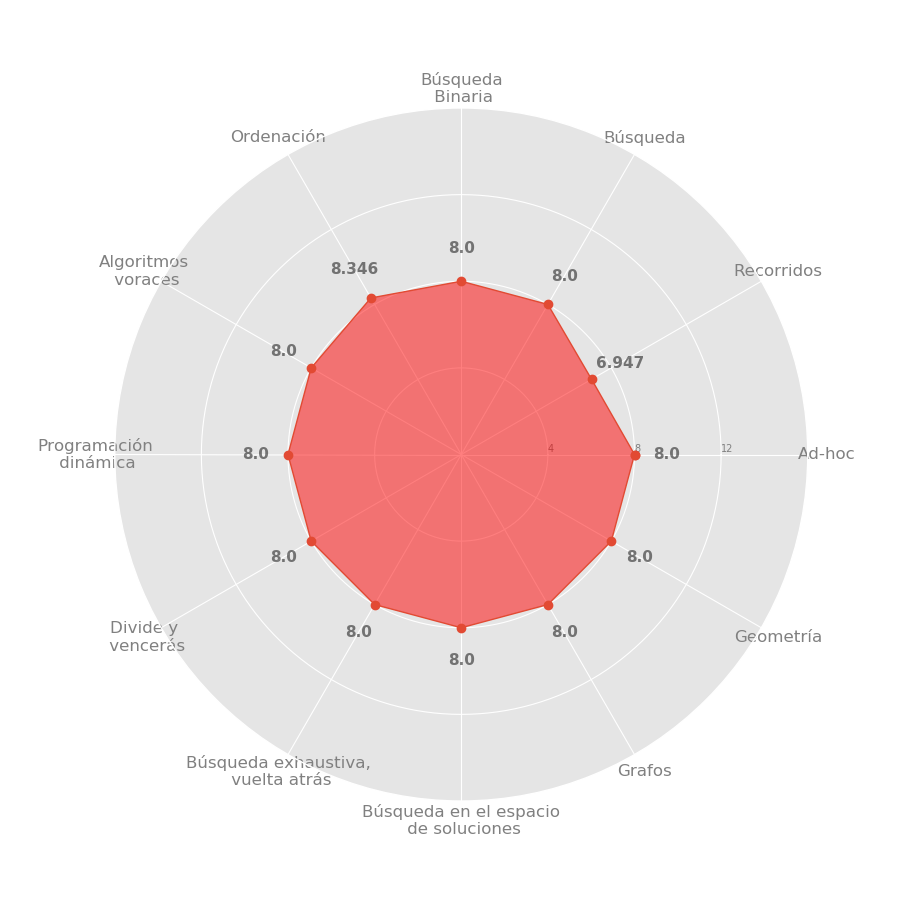 Búsqueda
Binaria
Ordenación
Búsqueda
8.0
Algoritmos
voraces
8.346
8.0
Recorridos
8.0
6.947
Programación
dinámica
8.0
4
8
8.0
12
Ad-hoc
8.0
8.0
Divide y
vencerás
8.0
8.0
8.0
Geometría
Búsqueda exhaustiva,
vuelta atrás
Grafos
Búsqueda en el espacio
de soluciones